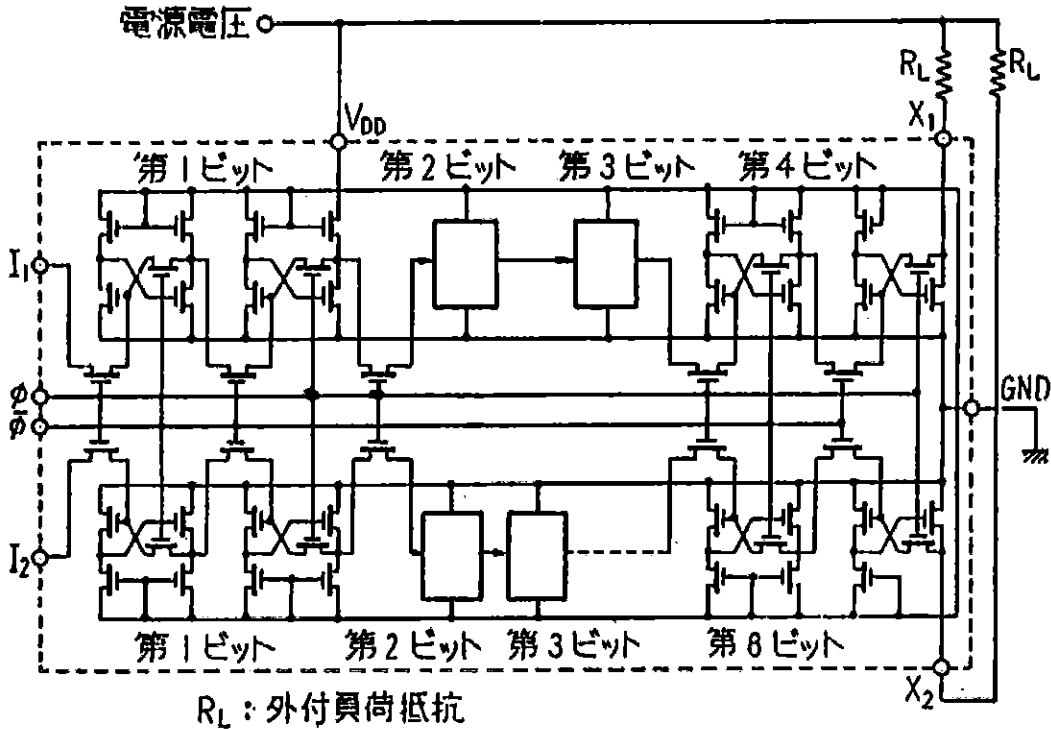 電源電圧
R_L
R_L
V_DD
X_1
第1ビット
第2ビット
第3ビット
第4ビット
I_1
φ
φ̅
GND
I_2
第1ビット
第2ビット
第3ビット
第8ビット
X_2
R_L：外付負荷抵抗